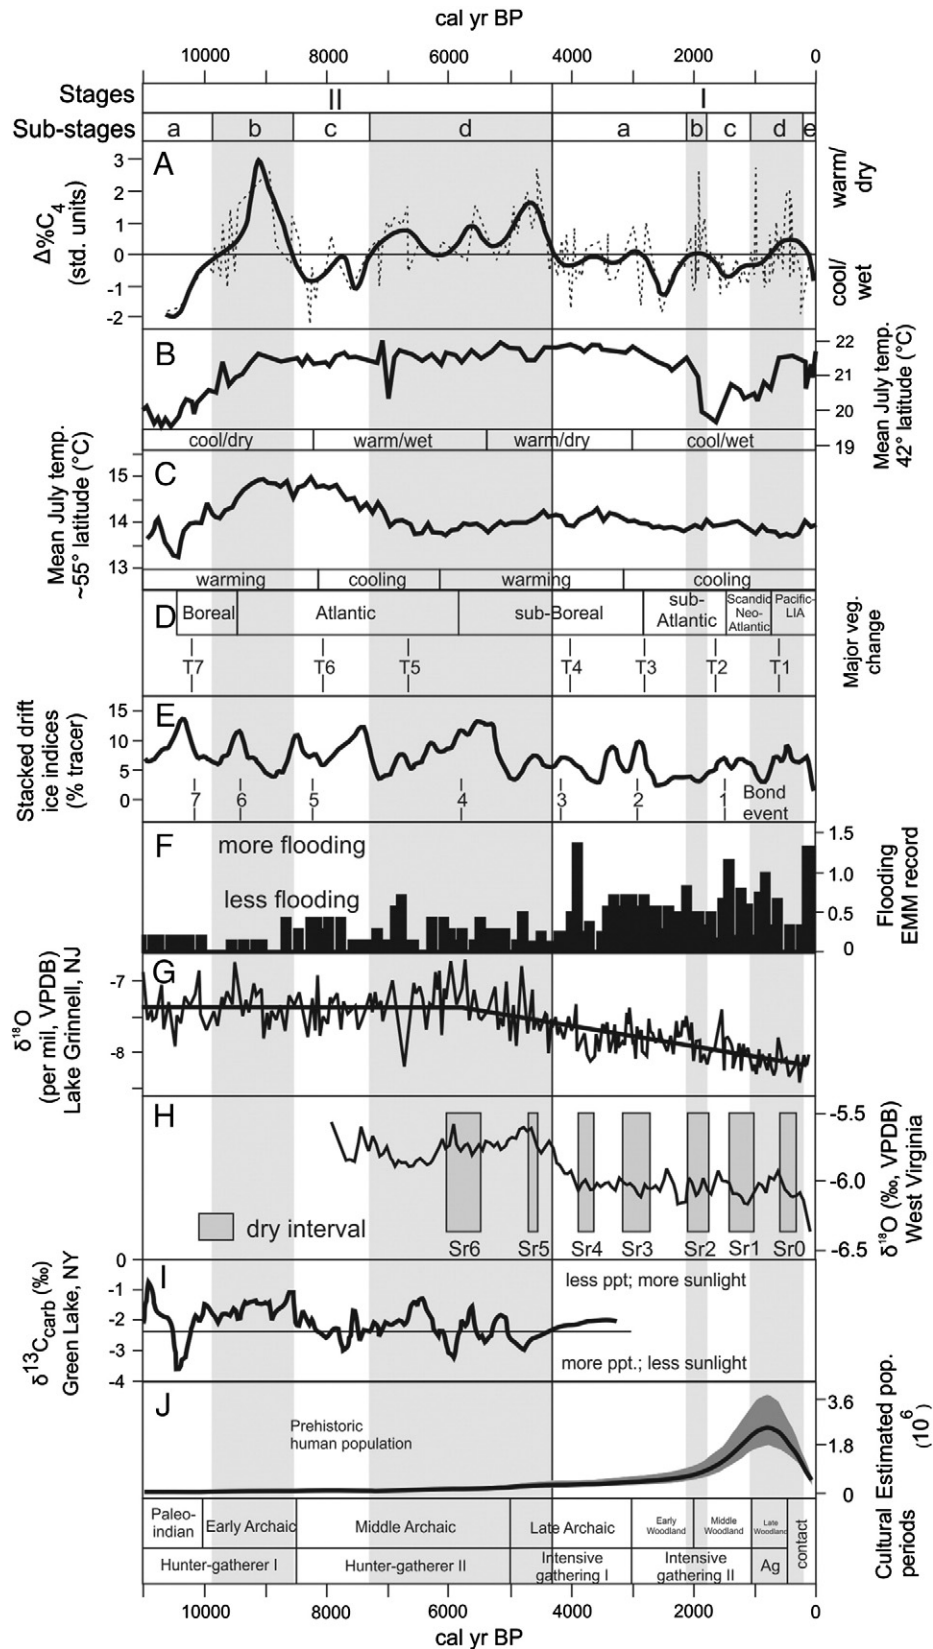 cal yr BP
10000 8000 6000 4000 2000 0
Stages II I
Sub-stages a b c d a b c d e
A
3
2
1
0
-1
-2
Δ%C4
(std. units)
warm/
dry
cool/
wet
B
22
21
20
19
Mean July temp.
42° latitude (°C)
cool/dry warm/wet warm/dry cool/wet
C
15
14
13
Mean July temp.
~55° latitude (°C)
warming cooling warming cooling
D
Boreal Atlantic sub-Boreal
sub-
Atlantic
Scandic
Neo-
Atlantic
Pacific-
LIA
T7 T6 T5 T4 T3 T2 T1
Major veg.
change
E
15
10
5
0
Stacked drift
ice indices
(% tracer)
7 6 5 4 3 2 1
Bond
event
F
more flooding
less flooding
1.5
1.0
0.5
0
Flooding
EMM record
G
-7
-8
δ18O
(per mil, VPDB)
Lake Grinnell, NJ
H
-5.5
-6.0
-6.5
δ18O (‰, VPDB)
West Virginia
dry interval
Sr6 Sr5 Sr4 Sr3 Sr2 Sr1 Sr0
I
0
-1
-2
-3
-4
δ13Ccarb (‰)
Green Lake, NY
less ppt; more sunlight
more ppt.; less sunlight
J
Prehistoric
human population
3.6
1.8
0
Estimated pop.
(10⁶)
Paleo-
indian
Early Archaic Middle Archaic Late Archaic
Early
Woodland
Middle
Woodland
Late
Woodland
contact
Hunter-gatherer I Hunter-gatherer II
Intensive
gathering I
Intensive
gathering II
Ag
Cultural
periods
10000 8000 6000 4000 2000 0
cal yr BP